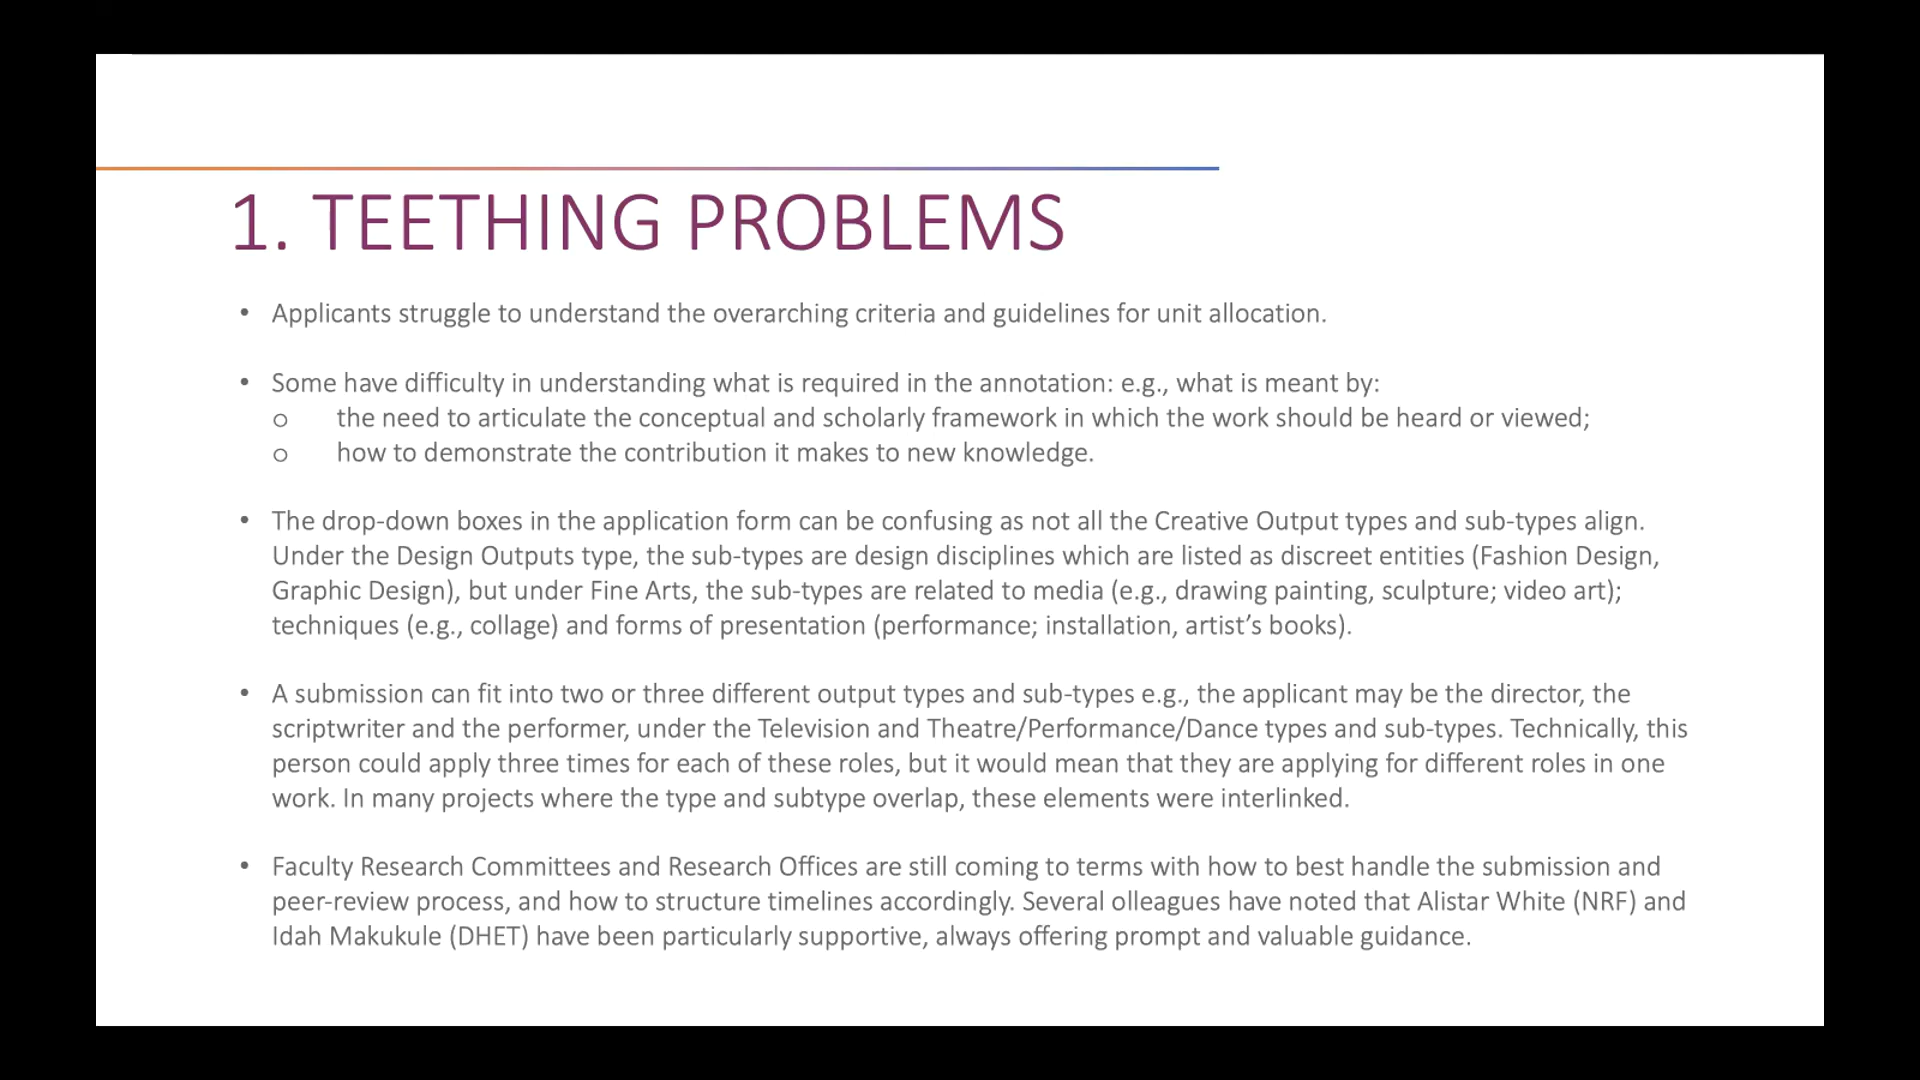 1. TEETHING PROBLEMS
• Applicants struggle to understand the overarching criteria and guidelines for unit allocation.
• Some have difficulty in understanding what is required in the annotation: e.g., what is meant by:
o the need to articulate the conceptual and scholarly framework in which the work should be heard or viewed;
o how to demonstrate the contribution it makes to new knowledge.
• The drop-down boxes in the application form can be confusing as not all the Creative Output types and sub-types align.
Under the Design Outputs type, the sub-types are design disciplines which are listed as discreet entities (Fashion Design,
Graphic Design), but under Fine Arts, the sub-types are related to media (e.g., drawing painting, sculpture; video art);
techniques (e.g., collage) and forms of presentation (performance; installation, artist’s books).
• A submission can fit into two or three different output types and sub-types e.g., the applicant may be the director, the
scriptwriter and the performer, under the Television and Theatre/Performance/Dance types and sub-types. Technically, this
person could apply three times for each of these roles, but it would mean that they are applying for different roles in one
work. In many projects where the type and subtype overlap, these elements were interlinked.
• Faculty Research Committees and Research Offices are still coming to terms with how to best handle the submission and
peer-review process, and how to structure timelines accordingly. Several olleagues have noted that Alistar White (NRF) and
Idah Makukule (DHET) have been particularly supportive, always offering prompt and valuable guidance.